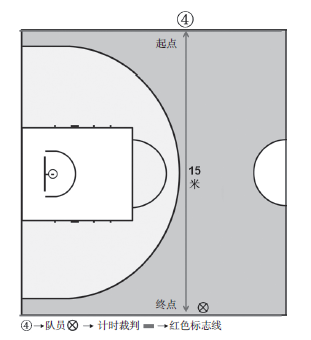 ④
起点
15
米
终点
④→队员⊗ → 计时裁判 → 红色标志线